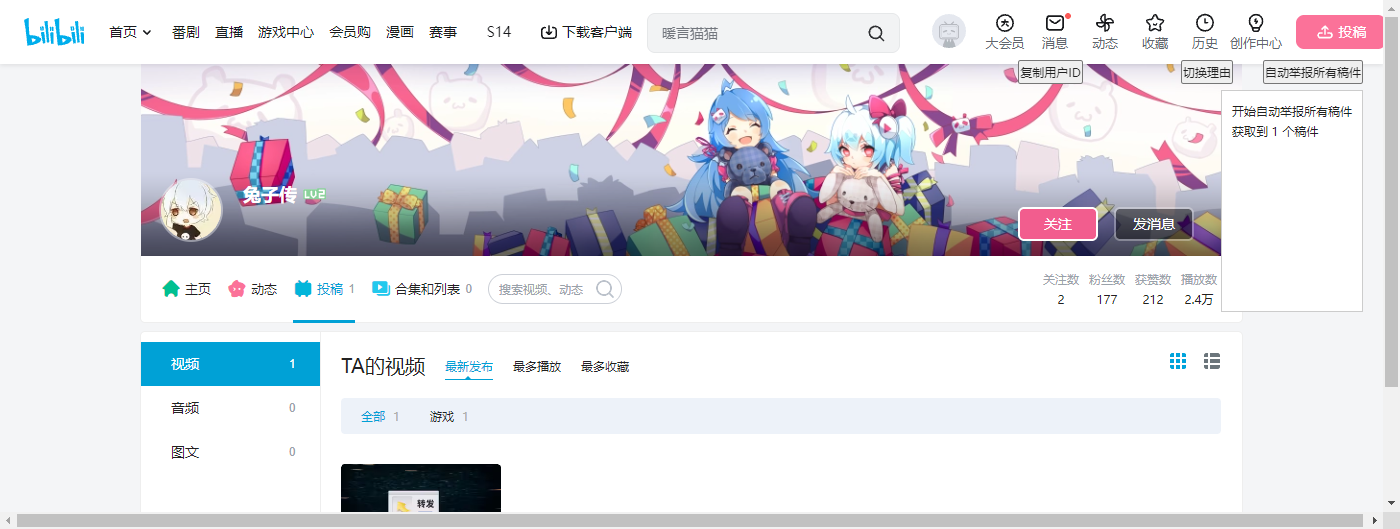 bilibili 首页 番剧 直播 游戏中心 会员购 漫画 赛事 S14 下载客户端 暖言猫猫 大会员 消息 动态 收藏 历史 创作中心 投稿
复制用户ID 切换理由 自动举报所有稿件
开始自动举报所有稿件
获取到 1 个稿件
兔子传 LV2
关注 发消息
主页 动态 投稿 1 合集和列表 0 搜索视频、动态
关注数 粉丝数 获赞数 播放数
2 177 212 2.4万
视频 1
音频 0
图文 0
TA的视频 最新发布 最多播放 最多收藏
全部 1 游戏 1
转发